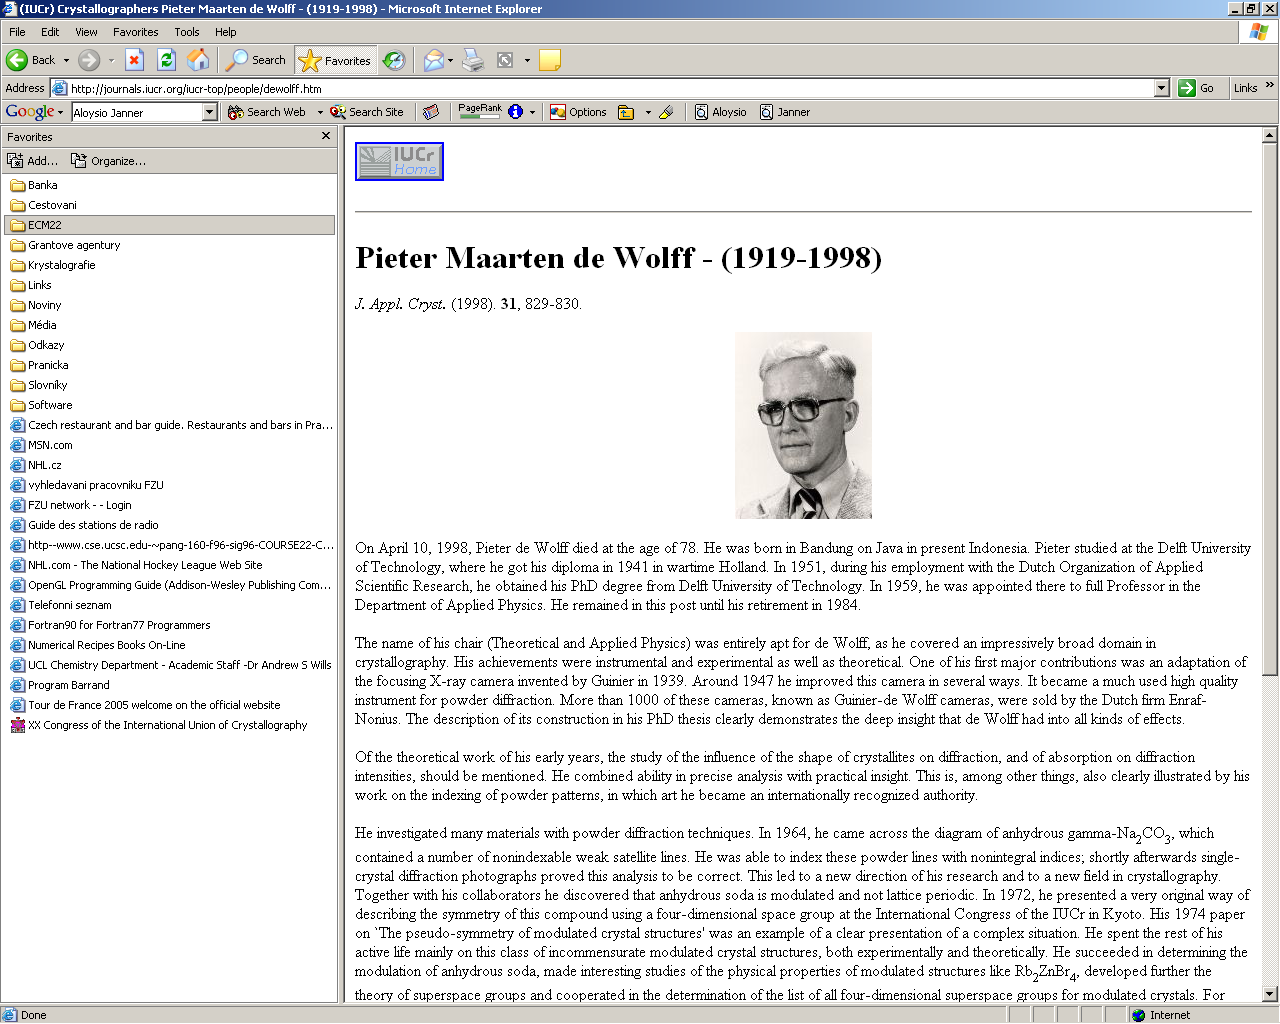 (IUCr) Crystallographers Pieter Maarten de Wolff - (1919-1998) - Microsoft Internet Explorer
File Edit View Favorites Tools Help
Back Search Favorites
Address http://journals.iucr.org/iucr-top/people/dewolff.htm Go Links »
Google Aloysio Janner Search Web Search Site PageRank Options Aloysio Janner
Favorites
Add... Organize...
Banka
Cestovani
ECM22
Grantove agentury
Krystalografie
Links
Noviny
Média
Odkazy
Pranicka
Slovníky
Software
Czech restaurant and bar guide. Restaurants and bars in Pra...
MSN.com
NHL.cz
vyhledavani pracovniku FZU
FZU network - - Login
Guide des stations de radio
http--www.cse.ucsc.edu-~pang-160-f96-sig96-COURSE22-C...
NHL.com - The National Hockey League Web Site
OpenGL Programming Guide (Addison-Wesley Publishing Com...
Telefonni seznam
Fortran90 for Fortran77 Programmers
Numerical Recipes Books On-Line
UCL Chemistry Department - Academic Staff -Dr Andrew S Wills
Program Barrand
Tour de France 2005 welcome on the official website
XX Congress of the International Union of Crystallography
IUCr
Home
Pieter Maarten de Wolff - (1919-1998)
J. Appl. Cryst. (1998). 31, 829-830.
On April 10, 1998, Pieter de Wolff died at the age of 78. He was born in Bandung on Java in present Indonesia. Pieter studied at the Delft University
of Technology, where he got his diploma in 1941 in wartime Holland. In 1951, during his employment with the Dutch Organization of Applied
Scientific Research, he obtained his PhD degree from Delft University of Technology. In 1959, he was appointed there to full Professor in the
Department of Applied Physics. He remained in this post until his retirement in 1984.
The name of his chair (Theoretical and Applied Physics) was entirely apt for de Wolff, as he covered an impressively broad domain in
crystallography. His achievements were instrumental and experimental as well as theoretical. One of his first major contributions was an adaptation of
the focusing X-ray camera invented by Guinier in 1939. Around 1947 he improved this camera in several ways. It became a much used high quality
instrument for powder diffraction. More than 1000 of these cameras, known as Guinier-de Wolff cameras, were sold by the Dutch firm Enraf-
Nonius. The description of its construction in his PhD thesis clearly demonstrates the deep insight that de Wolff had into all kinds of effects.
Of the theoretical work of his early years, the study of the influence of the shape of crystallites on diffraction, and of absorption on diffraction
intensities, should be mentioned. He combined ability in precise analysis with practical insight. This is, among other things, also clearly illustrated by his
work on the indexing of powder patterns, in which art he became an internationally recognized authority.
He investigated many materials with powder diffraction techniques. In 1964, he came across the diagram of anhydrous gamma-Na2CO3, which
contained a number of nonindexable weak satellite lines. He was able to index these powder lines with nonintegral indices; shortly afterwards single-
crystal diffraction photographs proved this analysis to be correct. This led to a new direction of his research and to a new field in crystallography.
Together with his collaborators he discovered that anhydrous soda is modulated and not lattice periodic. In 1972, he presented a very original way of
describing the symmetry of this compound using a four-dimensional space group at the International Congress of the IUCr in Kyoto. His 1974 paper
on `The pseudo-symmetry of modulated crystal structures' was an example of a clear presentation of a complex situation. He spent the rest of his
active life mainly on this class of incommensurate modulated crystal structures, both experimentally and theoretically. He succeeded in determining the
modulation of anhydrous soda, made interesting studies of the physical properties of modulated structures like Rb2ZnBr4, developed further the
theory of superspace groups and cooperated in the determination of the list of all four-dimensional superspace groups for modulated crystals. For
Done Internet